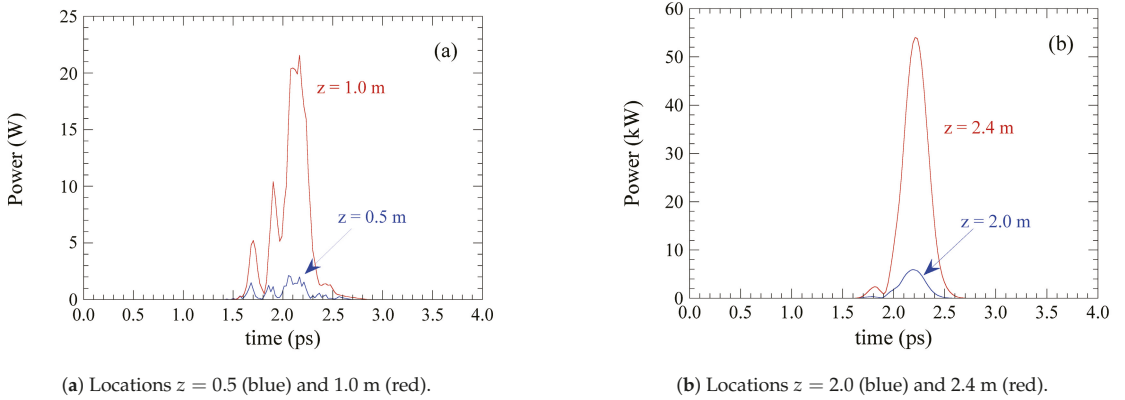 25
20
15
10
5
0
Power (W)
(a)
z = 1.0 m
z = 0.5 m
0.0 0.5 1.0 1.5 2.0 2.5 3.0 3.5 4.0
time (ps)
(a) Locations z = 0.5 (blue) and 1.0 m (red).
60
50
40
30
20
10
0
Power (kW)
(b)
z = 2.4 m
z = 2.0 m
0.0 0.5 1.0 1.5 2.0 2.5 3.0 3.5 4.0
time (ps)
(b) Locations z = 2.0 (blue) and 2.4 m (red).